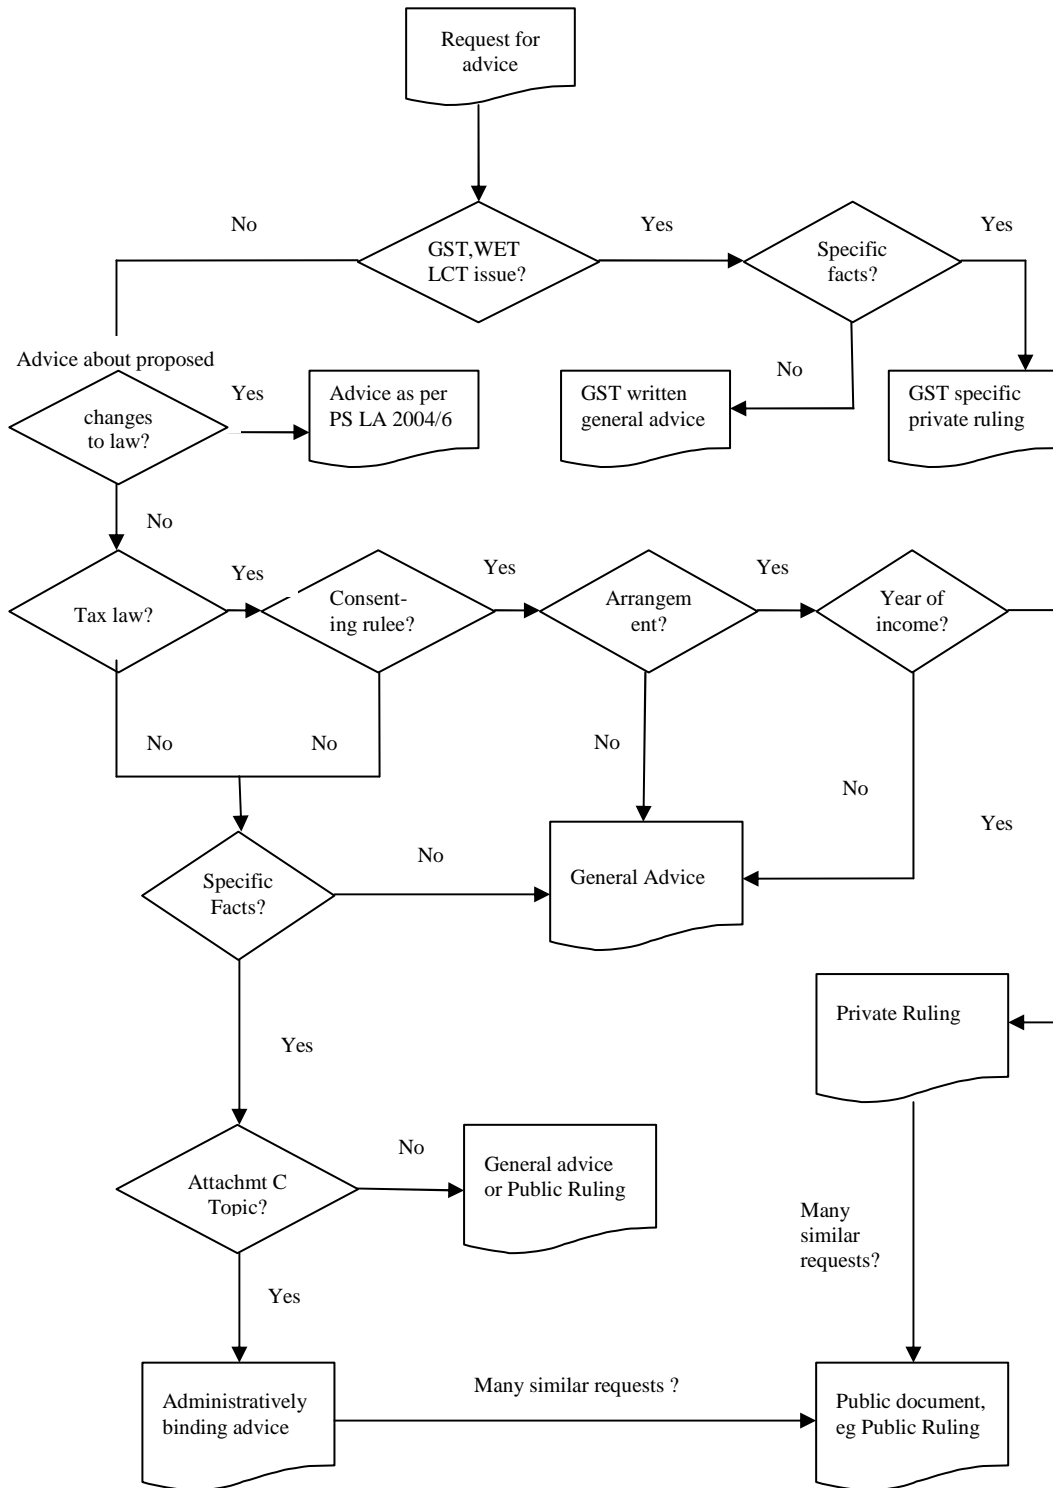 Request for
advice
No
GST,WET
LCT issue?
Yes
Specific
facts?
Yes
Advice about proposed
changes
to law?
Yes
Advice as per
PS LA 2004/6
No
GST written
general advice
GST specific
private ruling
No
Tax law?
Yes
Consent-
ing rulee?
Yes
Arrangem
ent?
Yes
Year of
income?
No
No
No
No
Yes
Specific
Facts?
No
General Advice
Yes
Private Ruling
Attachmt C
Topic?
No
General advice
or Public Ruling
Many
similar
requests?
Yes
Administratively
binding advice
Many similar requests ?
Public document,
eg Public Ruling